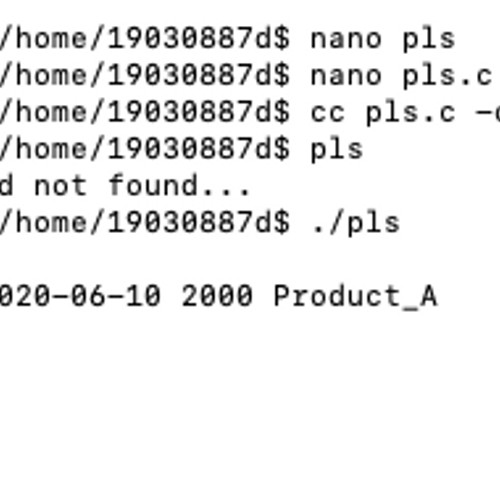 /home/19030887d$ nano pls
/home/19030887d$ nano pls.c
/home/19030887d$ cc pls.c -
/home/19030887d$ pls
d not found...
/home/19030887d$ ./pls
020-06-10 2000 Product_A